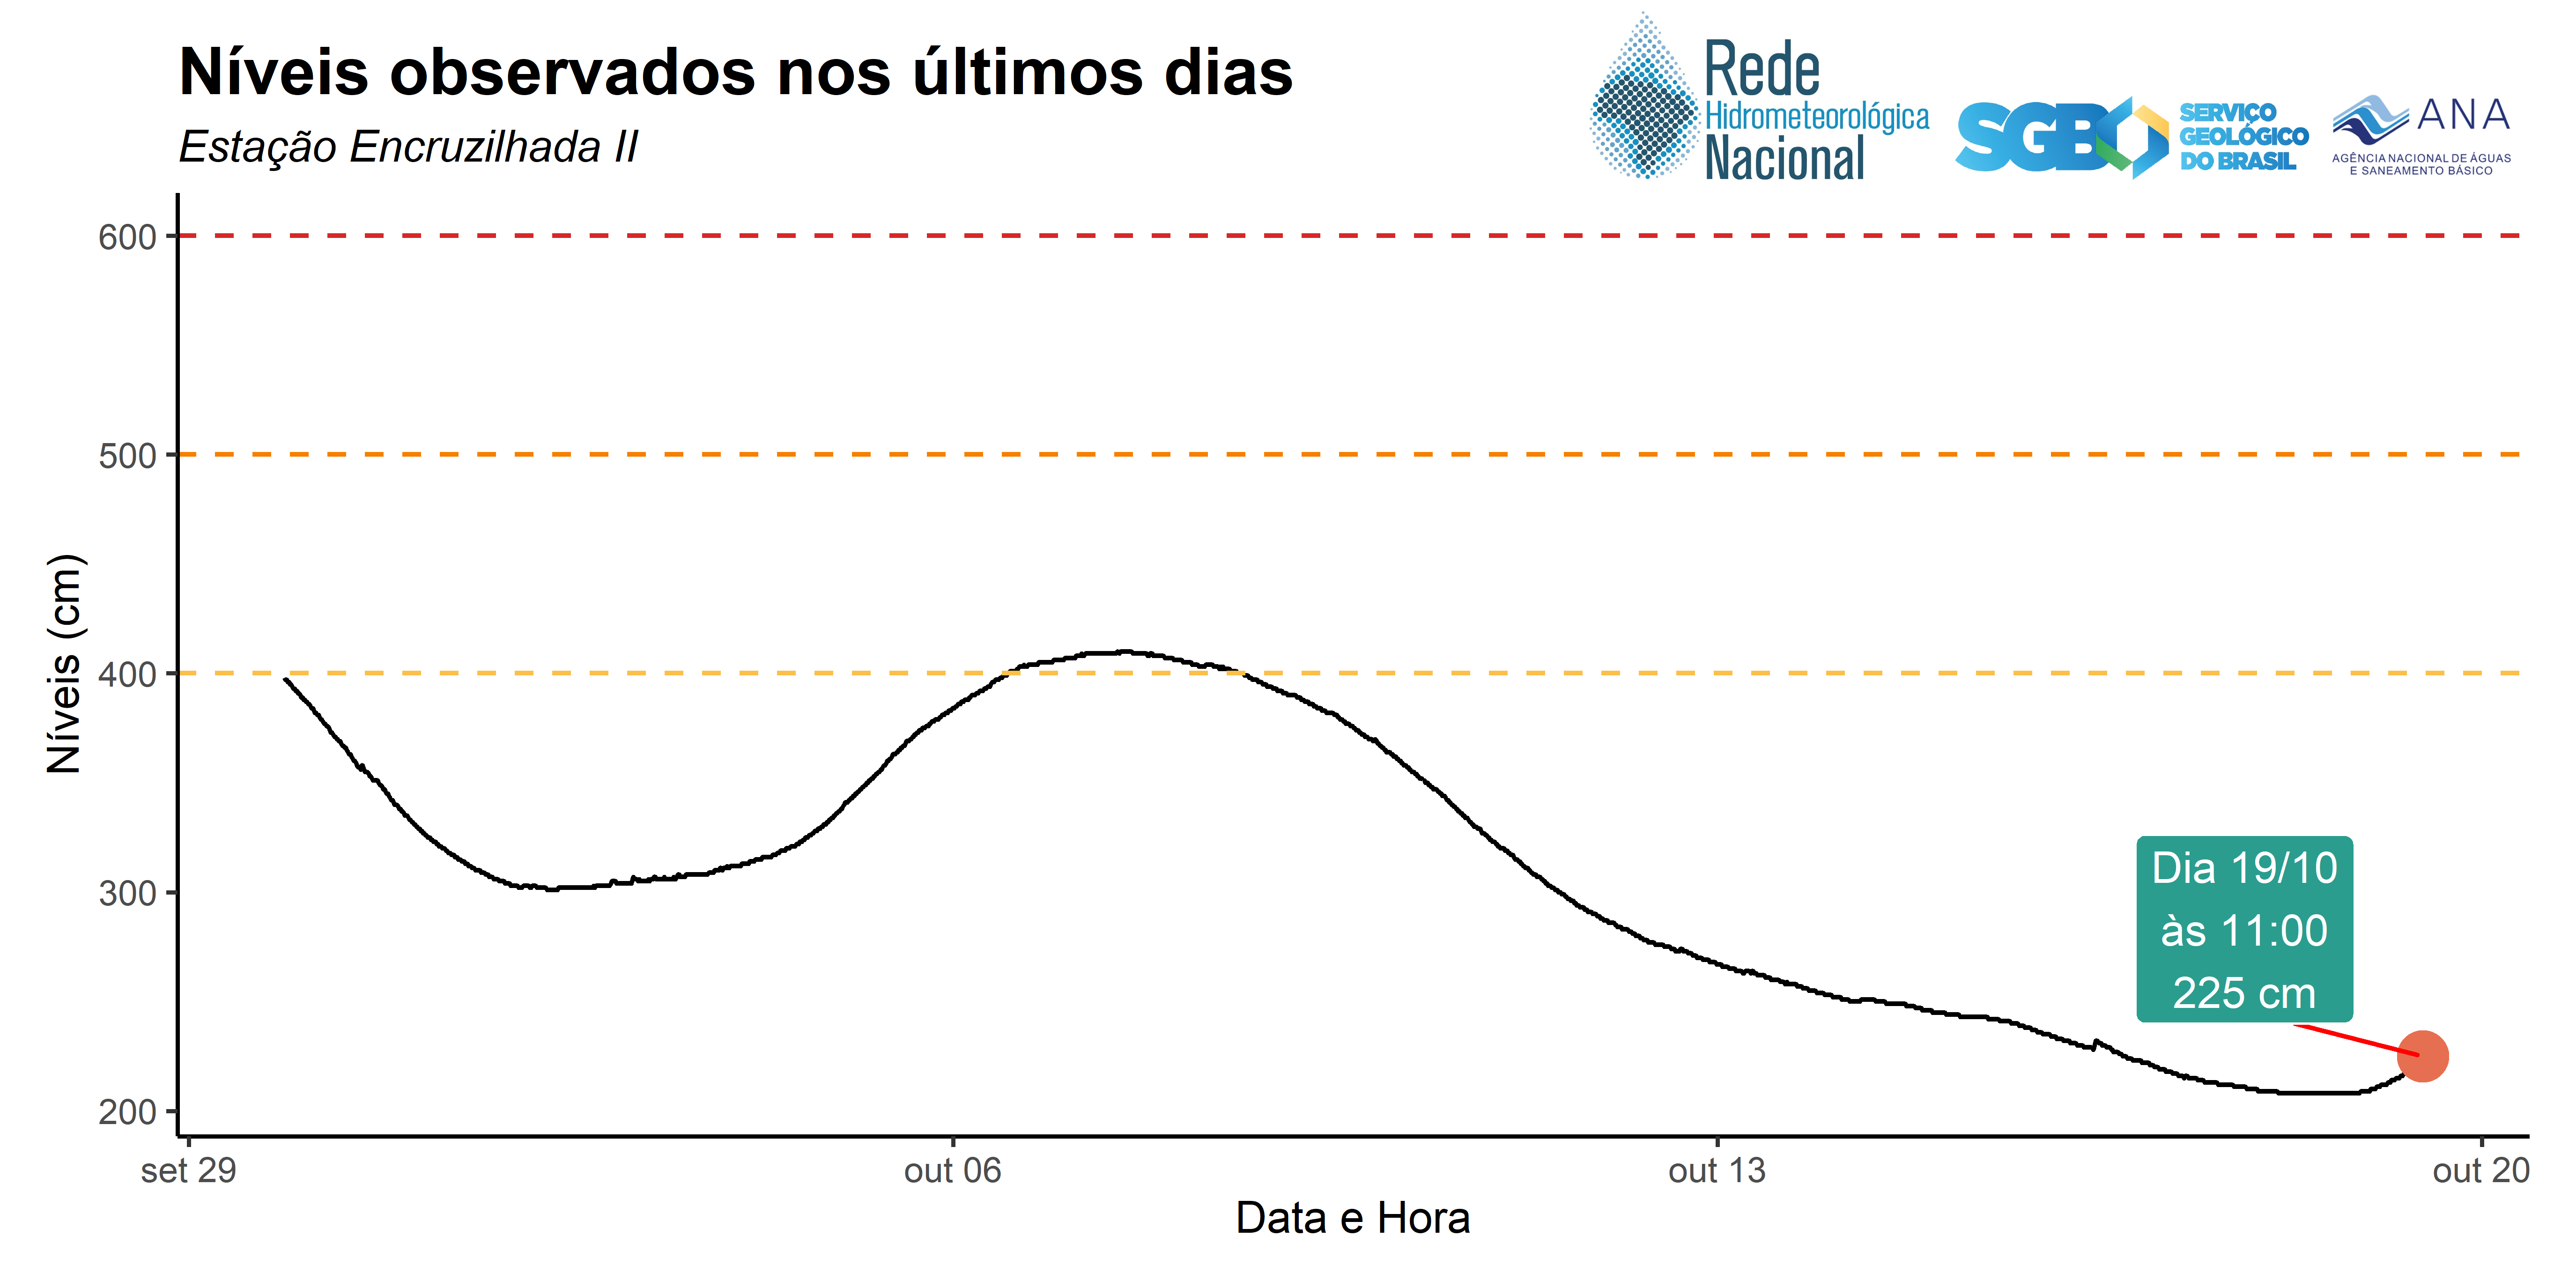 Níveis observados nos últimos dias
Estação Encruzilhada II
Rede
Hidrometeorológica
Nacional
SGB
SERVIÇO
GEOLÓGICO
DO BRASIL
ANA
AGÊNCIA NACIONAL DE ÁGUAS
E SANEAMENTO BÁSICO
Níveis (cm)
600
500
400
300
200
Dia 19/10
às 11:00
225 cm
set 29
out 06
out 13
out 20
Data e Hora